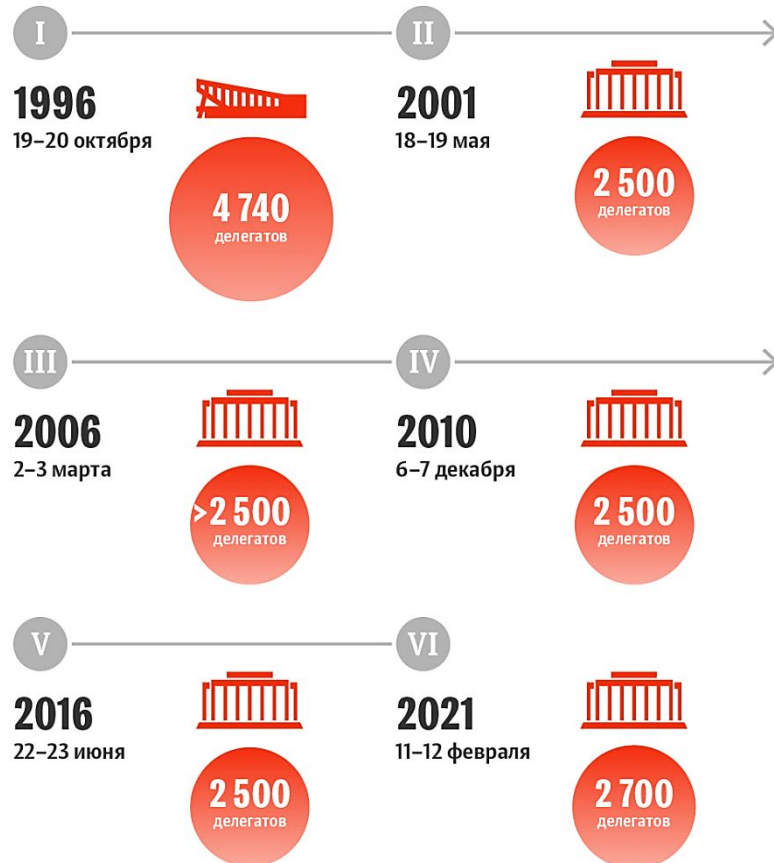 I
1996
19–20 октября
4 740
делегатов
II
2001
18–19 мая
2 500
делегатов
III
2006
2–3 марта
>2 500
делегатов
IV
2010
6–7 декабря
2 500
делегатов
V
2016
22–23 июня
2 500
делегатов
VI
2021
11–12 февраля
2 700
делегатов